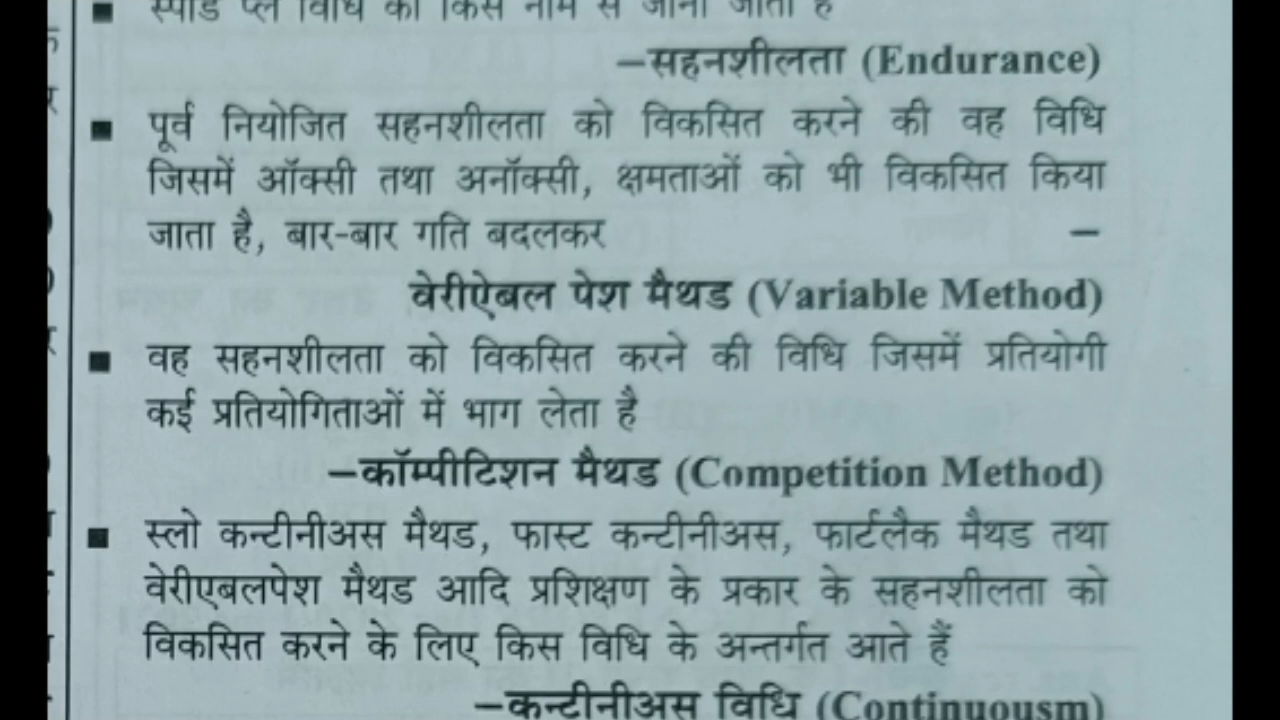 ■ स्पीड प्ले विधि को किस नाम से जाना जाता है
–सहनशीलता (Endurance)
■ पूर्व नियोजित सहनशीलता को विकसित करने की वह विधि
जिसमें ऑक्सी तथा अनॉक्सी, क्षमताओं को भी विकसित किया
जाता है, बार-बार गति बदलकर –
वेरीऐबल पेश मैथड (Variable Method)
■ वह सहनशीलता को विकसित करने की विधि जिसमें प्रतियोगी
कई प्रतियोगिताओं में भाग लेता है
–कॉम्पीटिशन मैथड (Competition Method)
■ स्लो कन्टीनीअस मैथड, फास्ट कन्टीनीअस, फार्टलैक मैथड तथा
वेरीएबलपेश मैथड आदि प्रशिक्षण के प्रकार के सहनशीलता को
विकसित करने के लिए किस विधि के अन्तर्गत आते हैं
–कन्टीनीअस विधि (Continuousm)